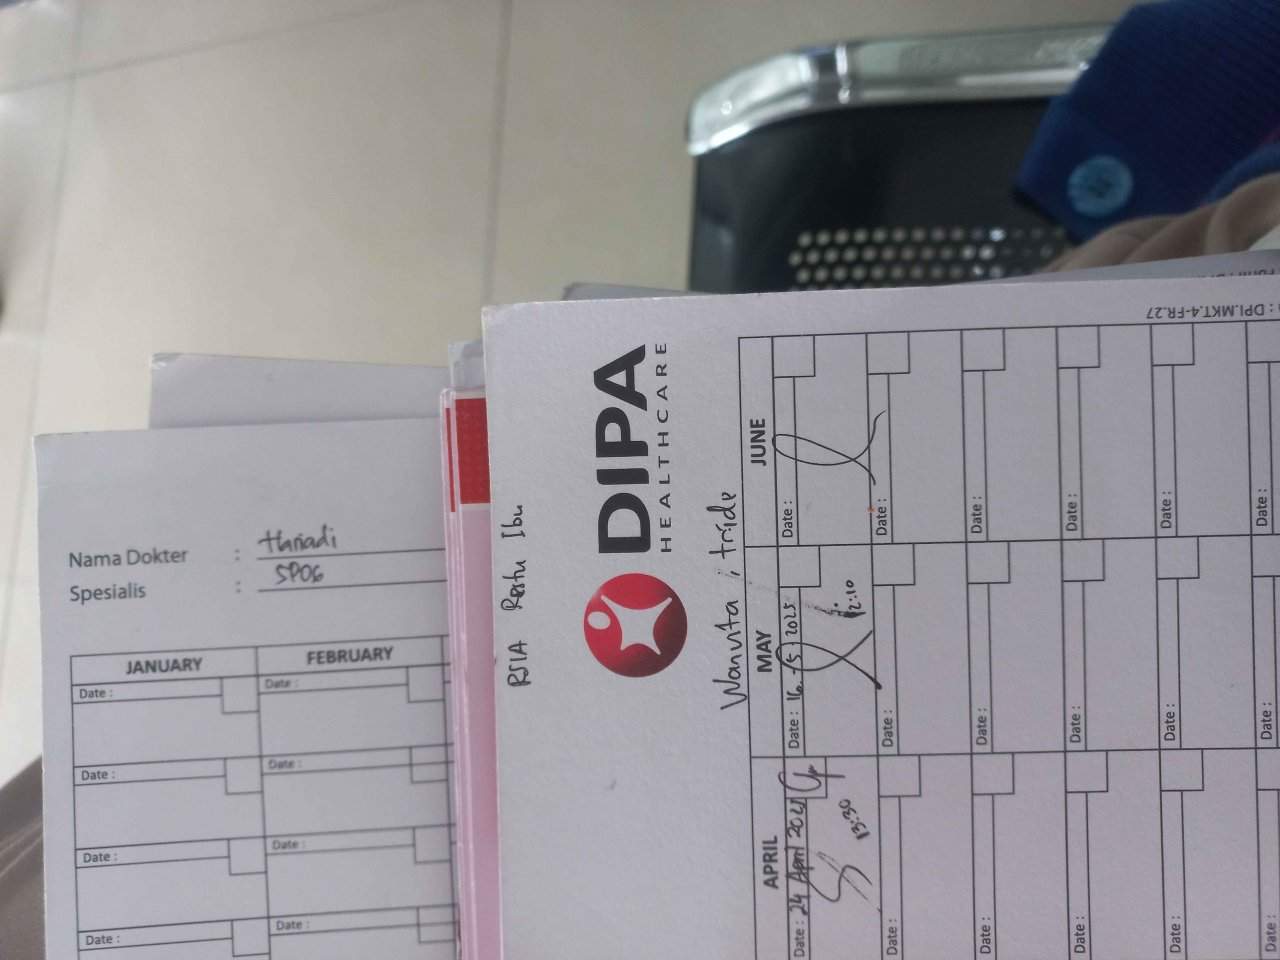 Nama Dokter : thriadi
Spesialis : SPOG
JANUARY FEBRUARY
Date : Date :
Date : Date :
Date : Date :
Date : Date :
RSIA Restu Ibu
DIPA
HEALTHCARE
Wanita ; tride
APRIL MAY JUNE
Date : 24 April 2021 Date : 16 - 5 - 2025 Date :
13:30 12:10
Date : Date : Date :
Date : Date : Date :
Date : Date : Date :
Date : Date : Date :
Date : Date : Date :
: DPI.MKT.4-FR.27